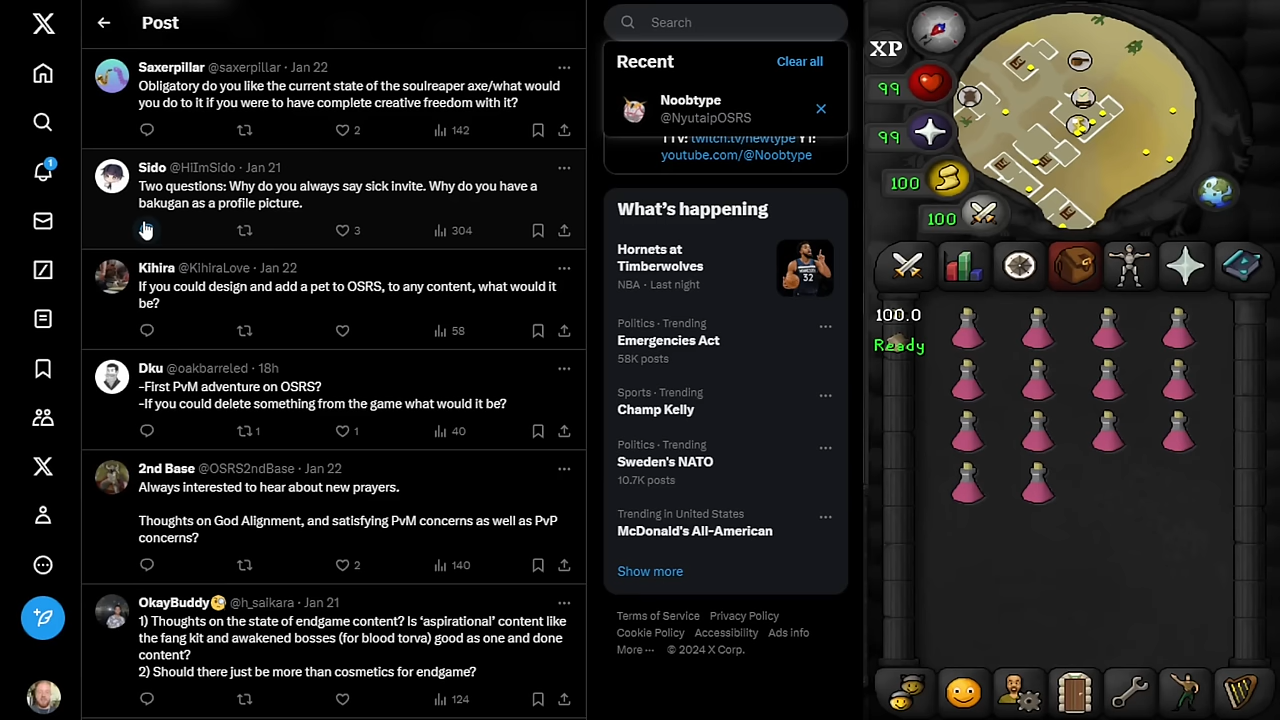 Post
Saxerpillar @saxerpillar · Jan 22
Obligatory do you like the current state of the soulreaper axe/what would
you do to it if you were to have complete creative freedom with it?
2
142
Sido @HiImSido · Jan 21
Two questions: Why do you always say sick invite. Why do you have a
bakugan as a profile picture.
3
304
Kihira @KihiraLove · Jan 22
If you could design and add a pet to OSRS, to any content, what would it
be?
58
Dku @oakbarreled · 18h
-First PvM adventure on OSRS?
-If you could delete something from the game what would it be?
1
1
40
2nd Base @OSRS2ndBase · Jan 22
Always interested to hear about new prayers.
Thoughts on God Alignment, and satisfying PvM concerns as well as PvP
concerns?
2
140
OkayBuddy🧐 @h_saikara · Jan 21
1) Thoughts on the state of endgame content? Is ‘aspirational’ content like
the fang kit and awakened bosses (for blood torva) good as one and done
content?
2) Should there just be more than cosmetics for endgame?
124
1
Search
Recent
Clear all
Noobtype
@NyutaipOSRS
TTV: twitch.tv/newtype YT:
youtube.com/@Noobtype
What’s happening
Hornets at
Timberwolves
NBA · Last night
Politics · Trending
Emergencies Act
58K posts
Sports · Trending
Champ Kelly
Politics · Trending
Sweden's NATO
10.7K posts
Trending in United States
McDonald's All-American
Show more
Terms of Service Privacy Policy
Cookie Policy Accessibility Ads info
More ··· © 2024 X Corp.
XP
99
99
100
100
100.0
Ready